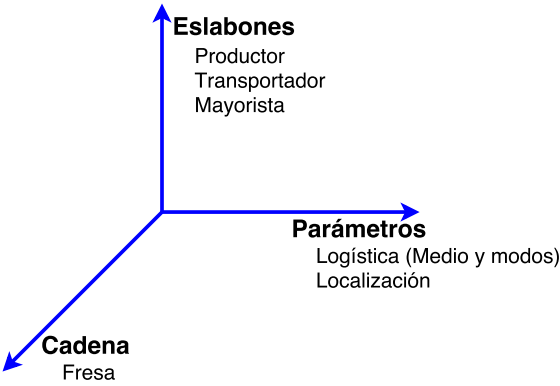 Eslabones
Productor
Transportador
Mayorista
Parámetros
Logística (Medio y modos)
Localización
Cadena
Fresa